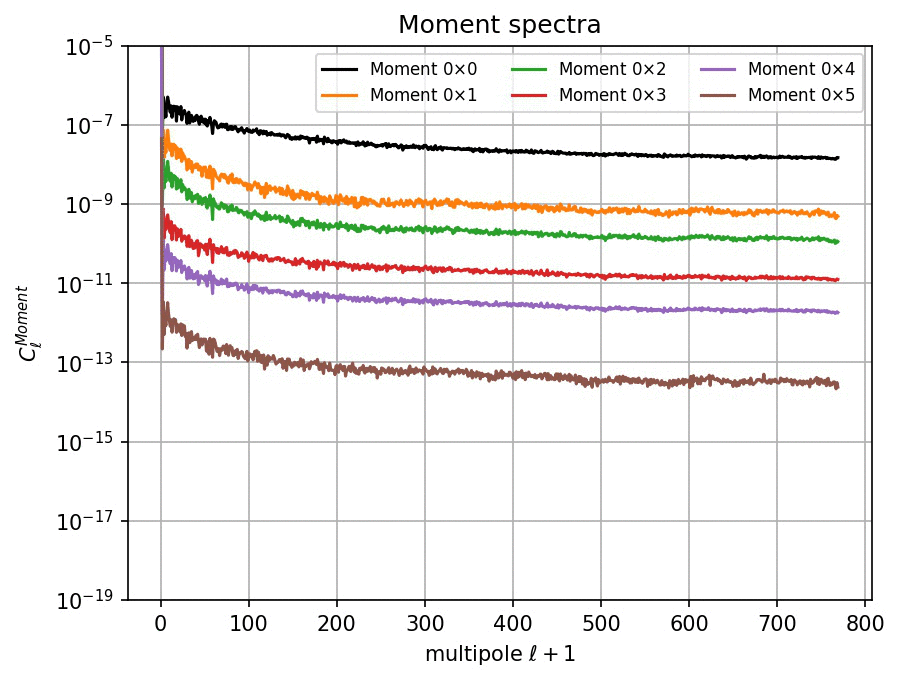 Moment spectra
10⁻⁵
10⁻⁷
10⁻⁹
10⁻¹¹
10⁻¹³
10⁻¹⁵
10⁻¹⁷
10⁻¹⁹
C_ℓ^Moment
Moment 0×0
Moment 0×1
Moment 0×2
Moment 0×3
Moment 0×4
Moment 0×5
0 100 200 300 400 500 600 700 800
multipole ℓ + 1